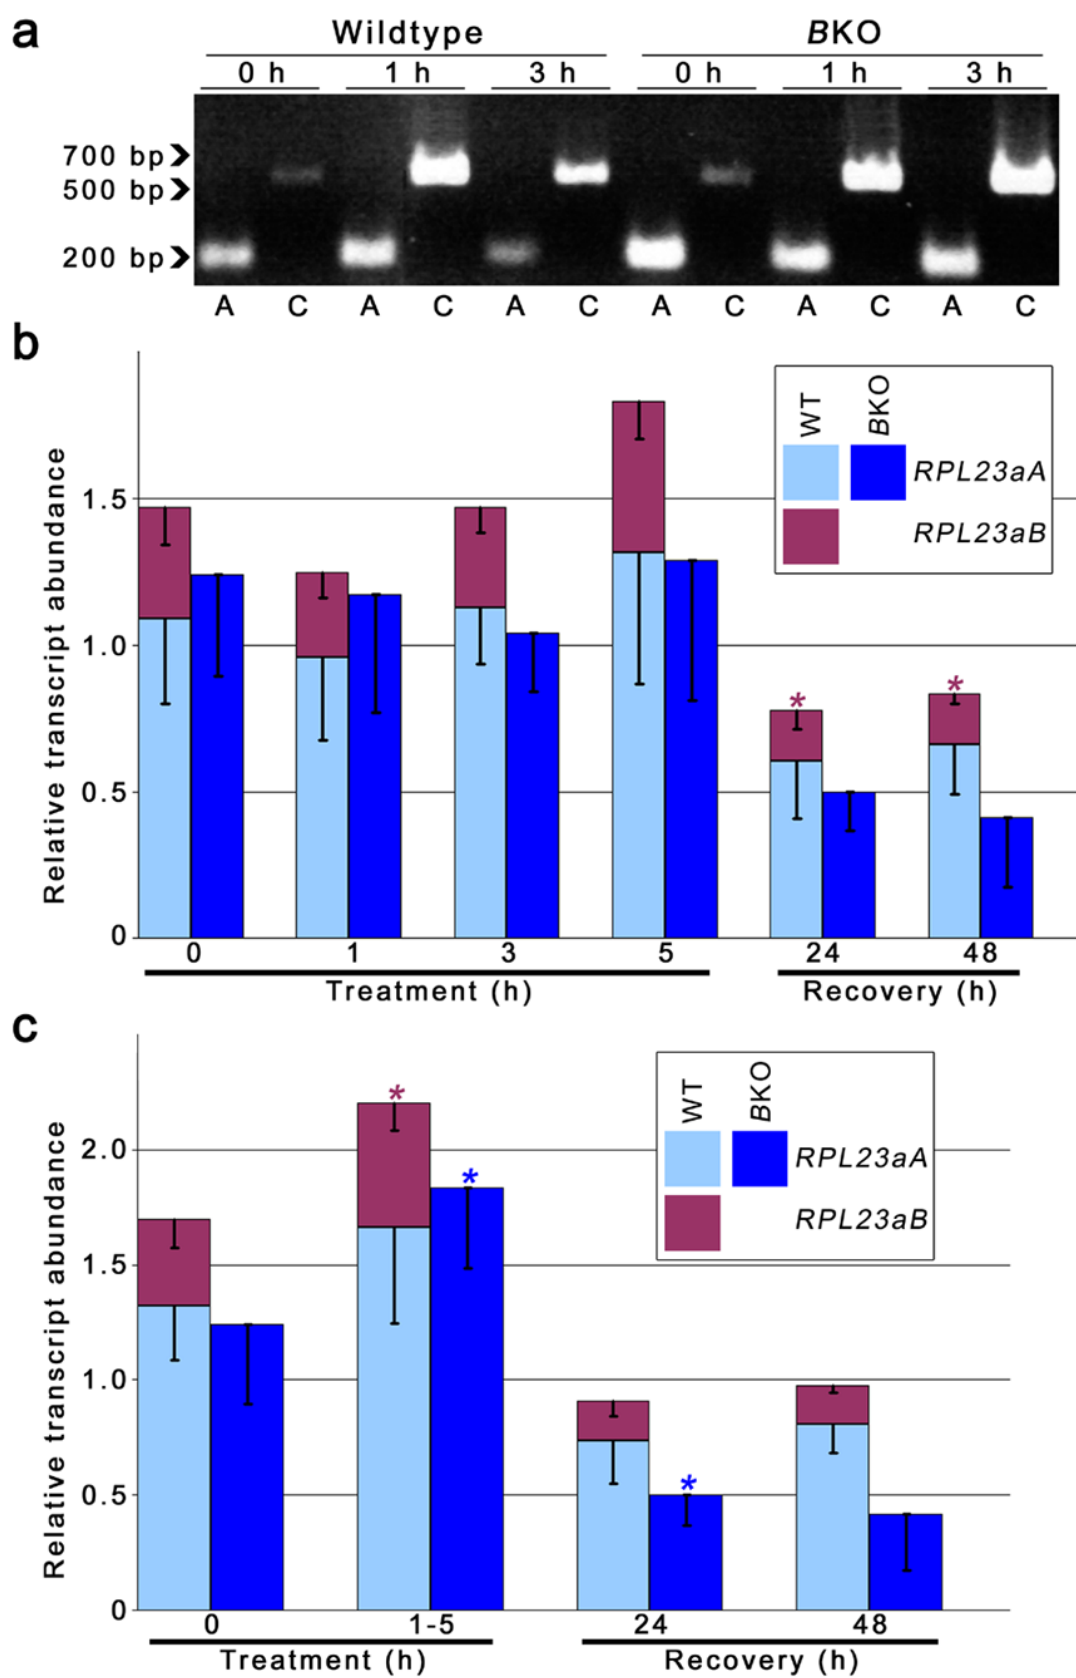 a
Wildtype BKO
0 h 1 h 3 h 0 h 1 h 3 h
700 bp
500 bp
200 bp
A C A C A C A C A C A C
b
WT BKO
RPL23aA
RPL23aB
Relative transcript abundance
1.5
1.0
0.5
0
* *
0 1 3 5 24 48
Treatment (h) Recovery (h)
c
WT BKO
RPL23aA
RPL23aB
Relative transcript abundance
2.0
1.5
1.0
0.5
0
* * *
0 1-5 24 48
Treatment (h) Recovery (h)